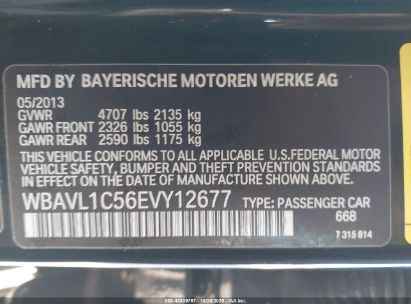 MFD BY BAYERISCHE MOTOREN WERKE AG
05/2013
GVWR 4707 lbs 2135 kg
GAWR FRONT 2326 lbs 1055 kg
GAWR REAR 2590 lbs 1175 kg
THIS VEHICLE CONFORMS TO ALL APPLICABLE U.S.FEDERAL MOTOR
VEHICLE SAFETY, BUMPER AND THEFT PREVENTION STANDARDS
IN EFFECT ON THE DATE OF MANUFACTURE SHOWN ABOVE.
WBAVL1C56EVY12677 TYPE: PASSENGER CAR
668
7 315 814